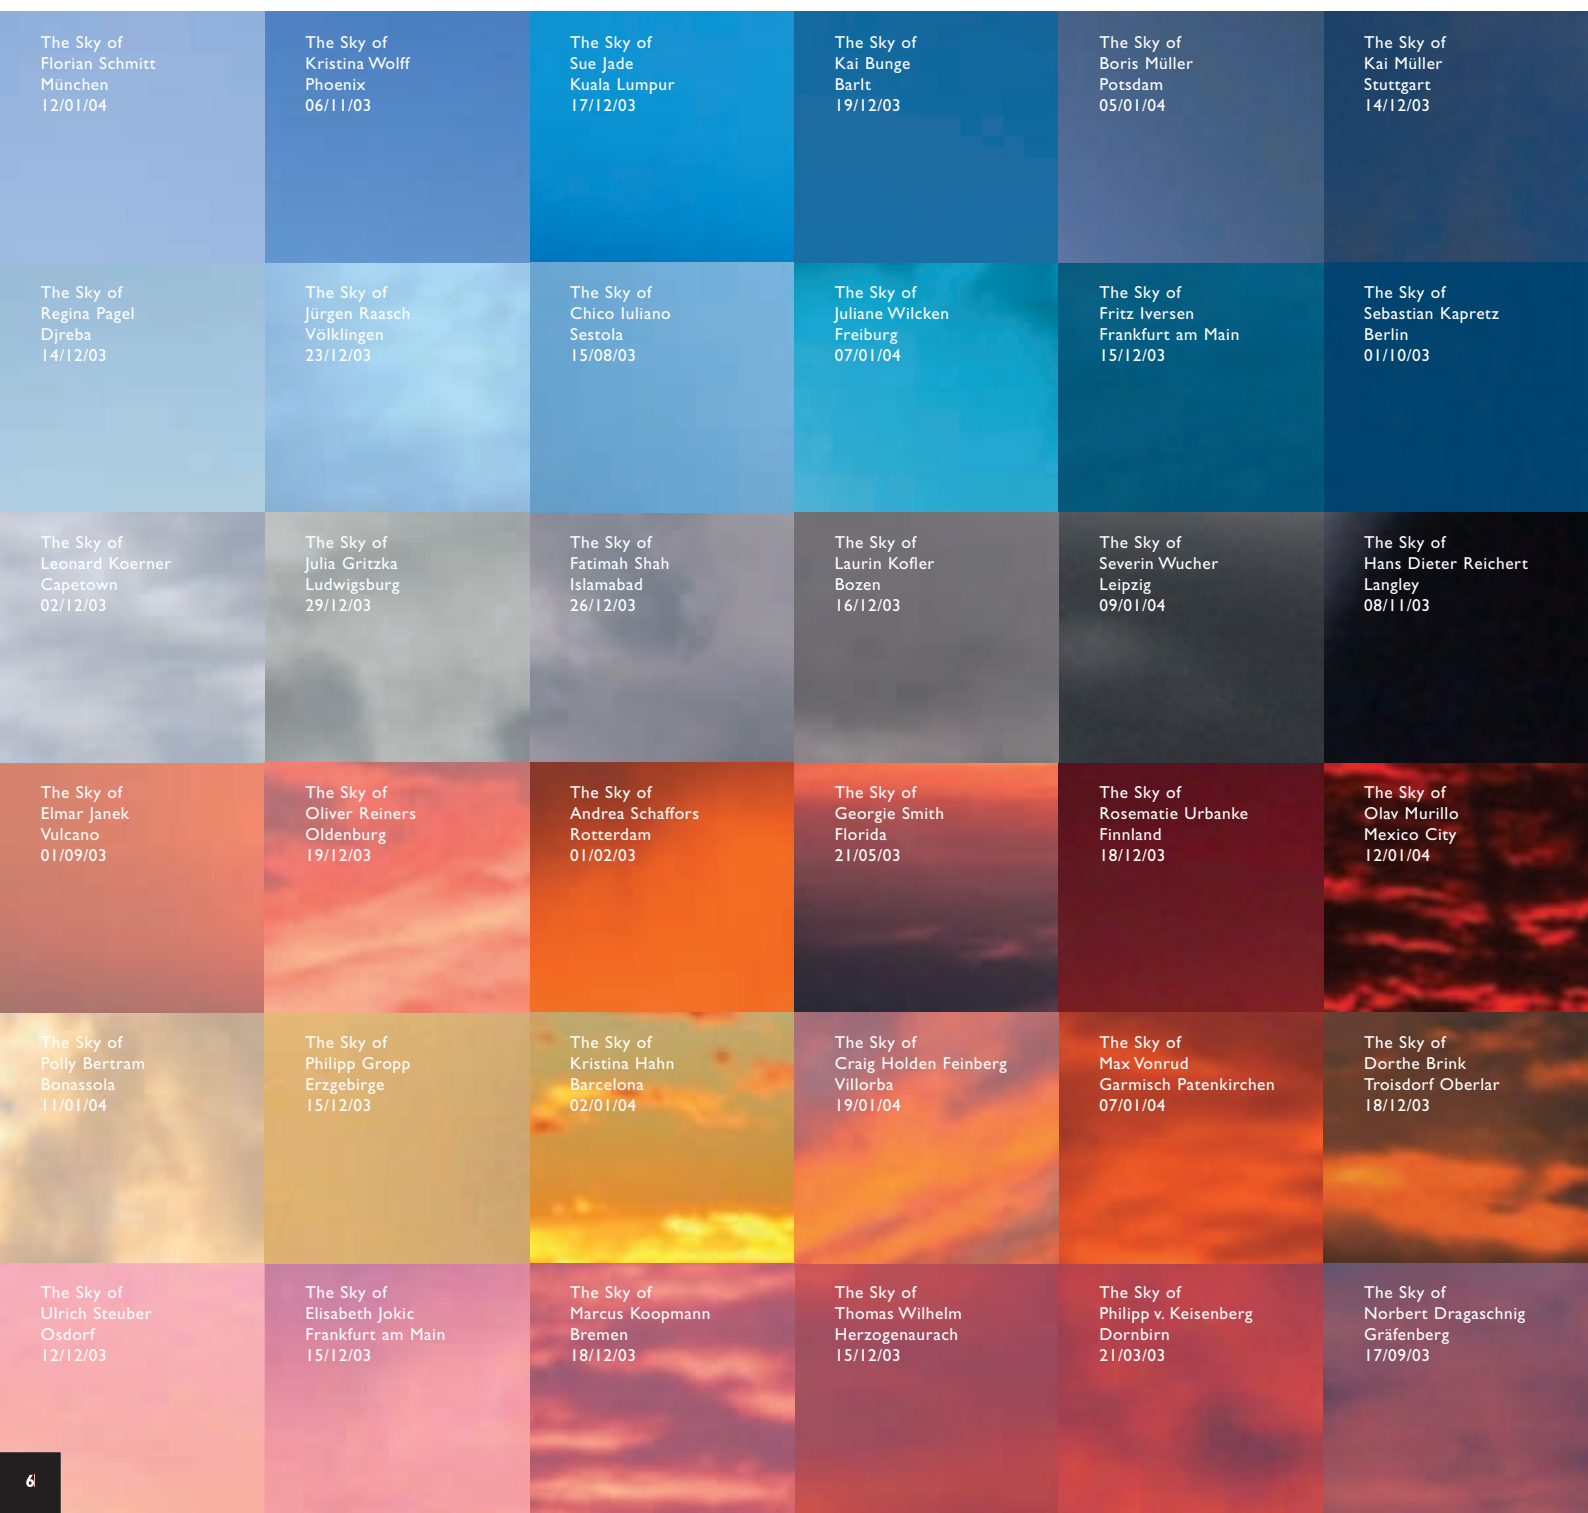 The Sky of
Florian Schmitt
München
12/01/04
The Sky of
Kristina Wolff
Phoenix
06/11/03
The Sky of
Sue Jade
Kuala Lumpur
17/12/03
The Sky of
Kai Bunge
Barlt
19/12/03
The Sky of
Boris Müller
Potsdam
05/01/04
The Sky of
Kai Müller
Stuttgart
14/12/03
The Sky of
Regina Pagel
Djreba
14/12/03
The Sky of
Jürgen Raasch
Völklingen
23/12/03
The Sky of
Chico Iuliano
Sestola
15/08/03
The Sky of
Juliane Wilcken
Freiburg
07/01/04
The Sky of
Fritz Iversen
Frankfurt am Main
15/12/03
The Sky of
Sebastian Kapretz
Berlin
01/10/03
The Sky of
Leonard Koerner
Capetown
02/12/03
The Sky of
Julia Gritzka
Ludwigsburg
29/12/03
The Sky of
Fatimah Shah
Islamabad
26/12/03
The Sky of
Laurin Kofler
Bozen
16/12/03
The Sky of
Severin Wucher
Leipzig
09/01/04
The Sky of
Hans Dieter Reichert
Langley
08/11/03
The Sky of
Elmar Janek
Vulcano
01/09/03
The Sky of
Oliver Reiners
Oldenburg
19/12/03
The Sky of
Andrea Schaffors
Rotterdam
01/02/03
The Sky of
Georgie Smith
Florida
21/05/03
The Sky of
Rosematie Urbanke
Finnland
18/12/03
The Sky of
Olav Murillo
Mexico City
12/01/04
The Sky of
Polly Bertram
Bonassola
11/01/04
The Sky of
Philipp Gropp
Erzgebirge
15/12/03
The Sky of
Kristina Hahn
Barcelona
02/01/04
The Sky of
Craig Holden Feinberg
Villorba
19/01/04
The Sky of
Max Vonrud
Garmisch Patenkirchen
07/01/04
The Sky of
Dorthe Brink
Troisdorf Oberlar
18/12/03
The Sky of
Ulrich Steuber
Osdorf
12/12/03
The Sky of
Elisabeth Jokic
Frankfurt am Main
15/12/03
The Sky of
Marcus Koopmann
Bremen
18/12/03
The Sky of
Thomas Wilhelm
Herzogenaurach
15/12/03
The Sky of
Philipp v. Keisenberg
Dornbirn
21/03/03
The Sky of
Norbert Dragaschnig
Gräfenberg
17/09/03
6